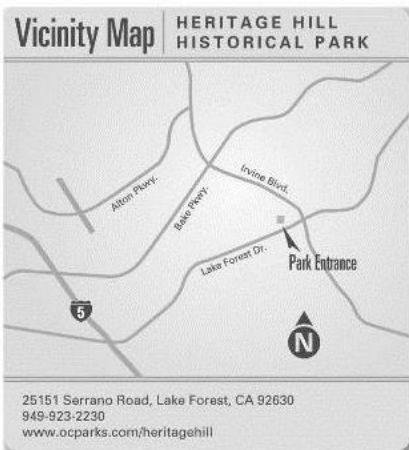 Vicinity Map
HERITAGE HILL
HISTORICAL PARK
Irvine Blvd.
Alton Pkwy.
Bake Pkwy.
Lake Forest Dr.
Park Entrance
5
N
25151 Serrano Road, Lake Forest, CA 92630
949-923-2230
www.ocparks.com/heritagehill